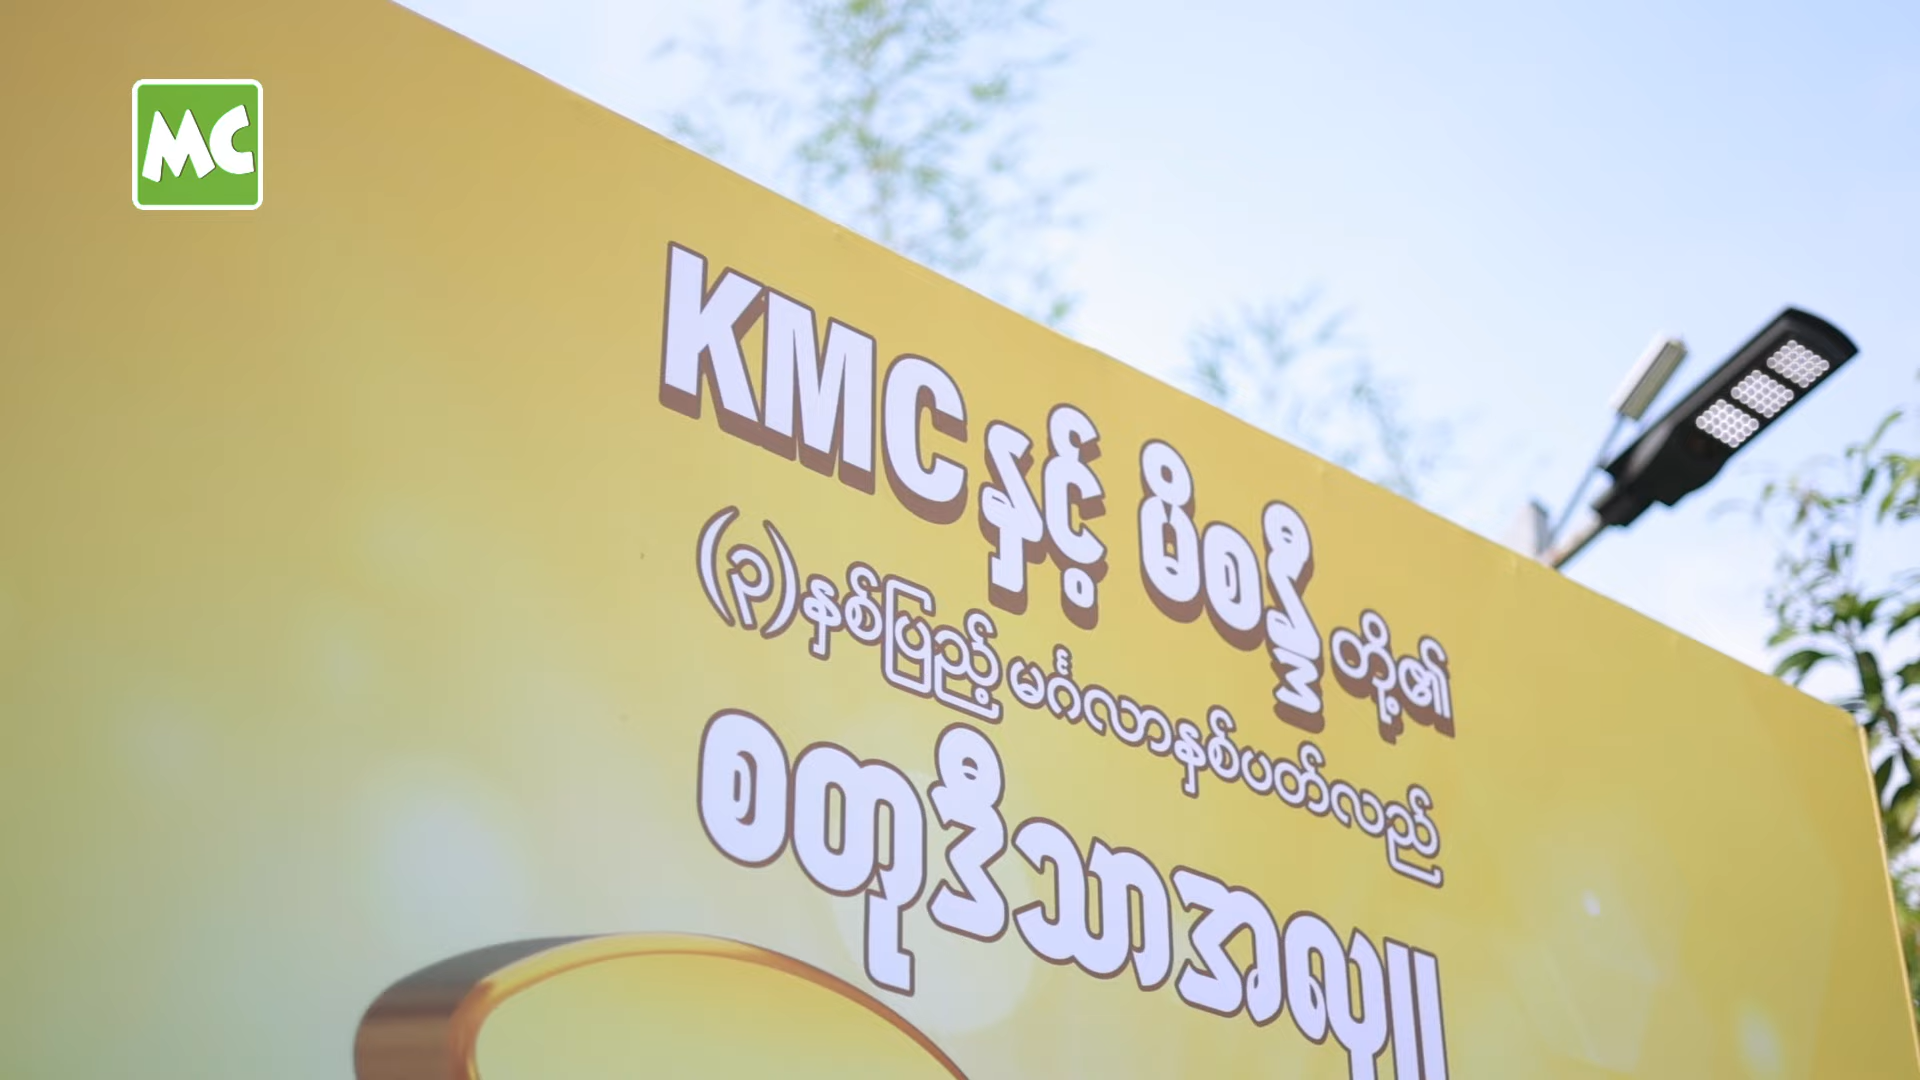 MC
KMC နှင့် မိစန္ဒီ တို့၏
(၃)နှစ်ပြည့် မင်္ဂလာနှစ်ပတ်လည်
စတုဒီသာအလှူ